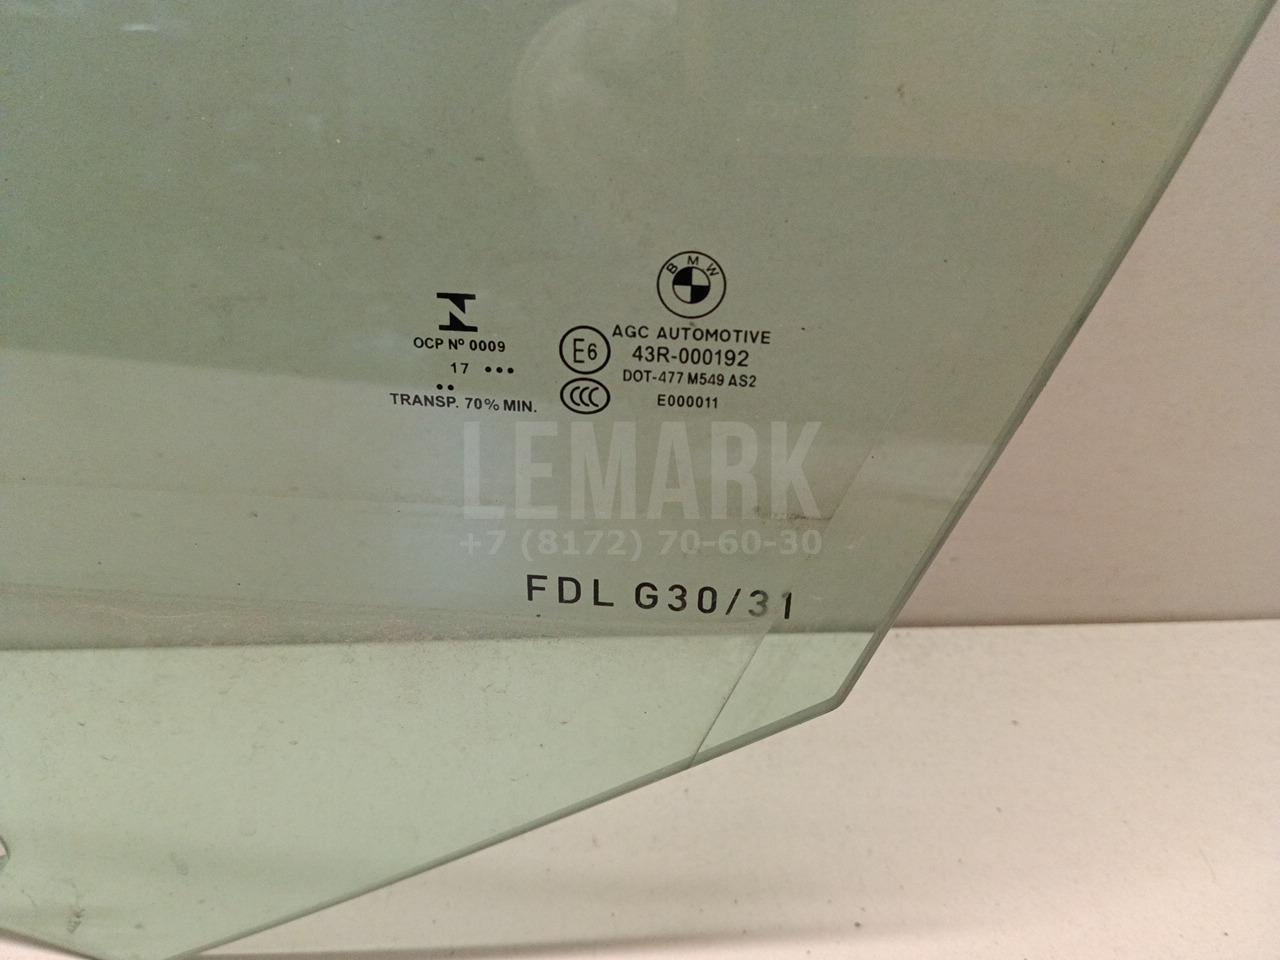 BMW
OCP Nº 0009
17 •••
••
TRANSP. 70% MIN.
E6
CCC
AGC AUTOMOTIVE
43R-000192
DOT-477 M549 AS2
E000011
LEMARK
+7 (8172) 70-60-30
FDL G30/31